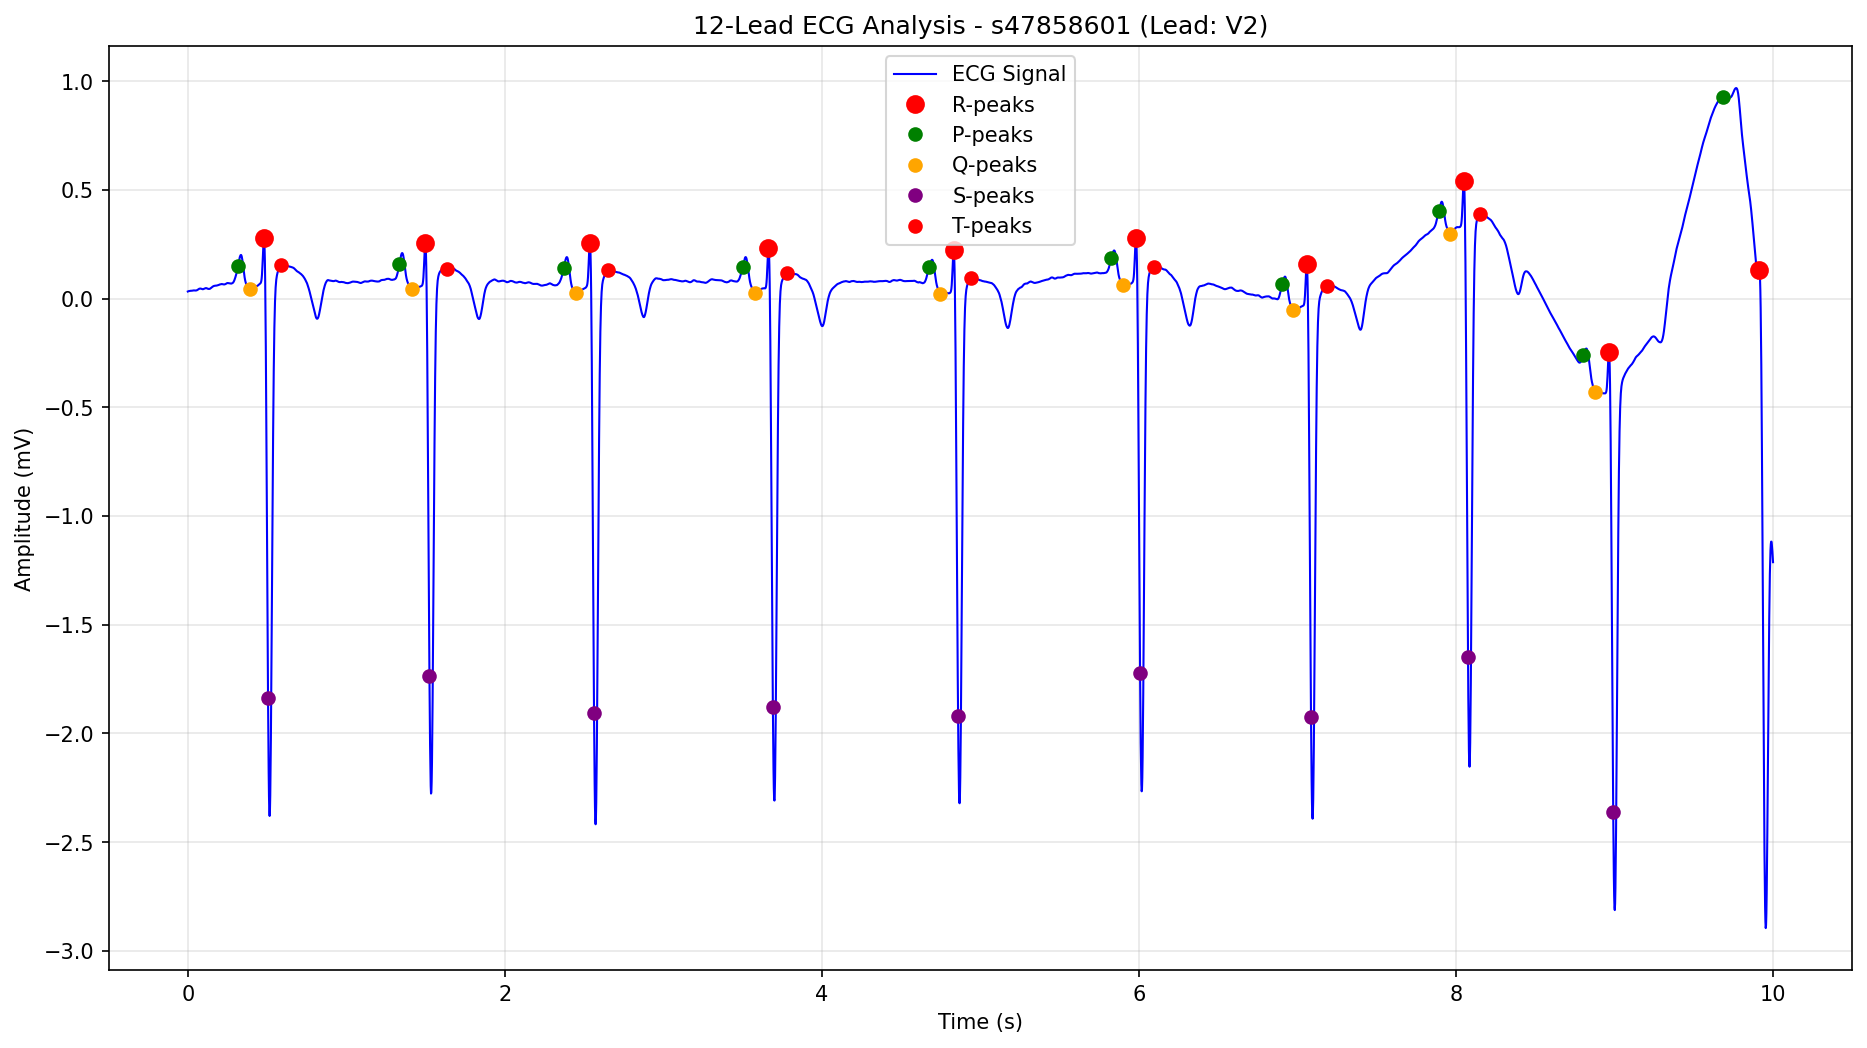 12-Lead ECG Analysis - s47858601 (Lead: V2)
ECG Signal
R-peaks
P-peaks
Q-peaks
S-peaks
T-peaks
1.0
0.5
0.0
−0.5
−1.0
−1.5
−2.0
−2.5
−3.0
Amplitude (mV)
0 2 4 6 8 10
Time (s)